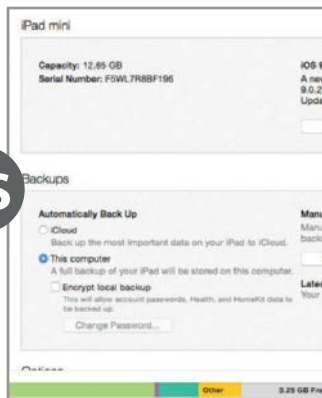 iPad mini
Capacity: 12.65 GB
Serial Number: F5WL7R8BF196
iOS 9
A new
9.0.2
Upda
S
Backups
Automatically Back Up
iCloud
Back up the most important data on your iPad to iCloud.
This computer
A full backup of your iPad will be stored on this computer.
Encrypt local backup
This will allow account passwords, Health, and HomeKit data to
be backed up.
Change Password...
Manu
Manu
back
Lates
Your
Options
Other
3.25 GB Fre